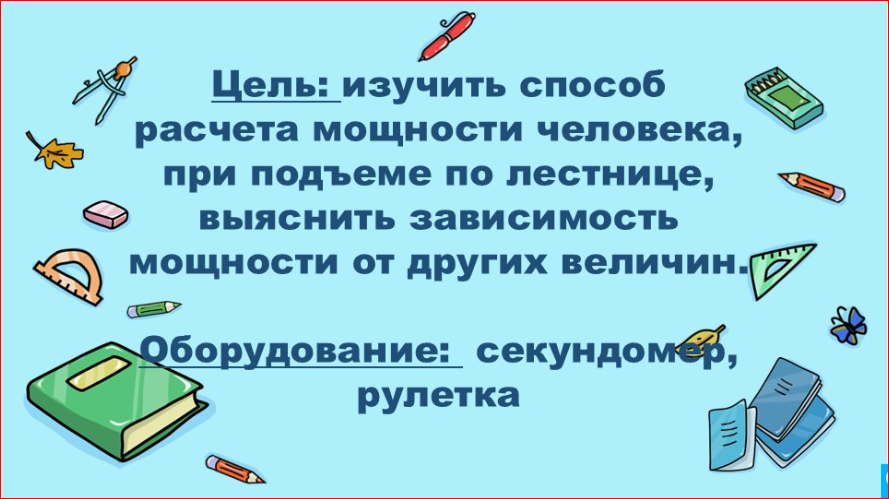 Цель: изучить способ
расчета мощности человека,
при подъеме по лестнице,
выяснить зависимость
мощности от других величин.
Оборудование: секундомер,
рулетка